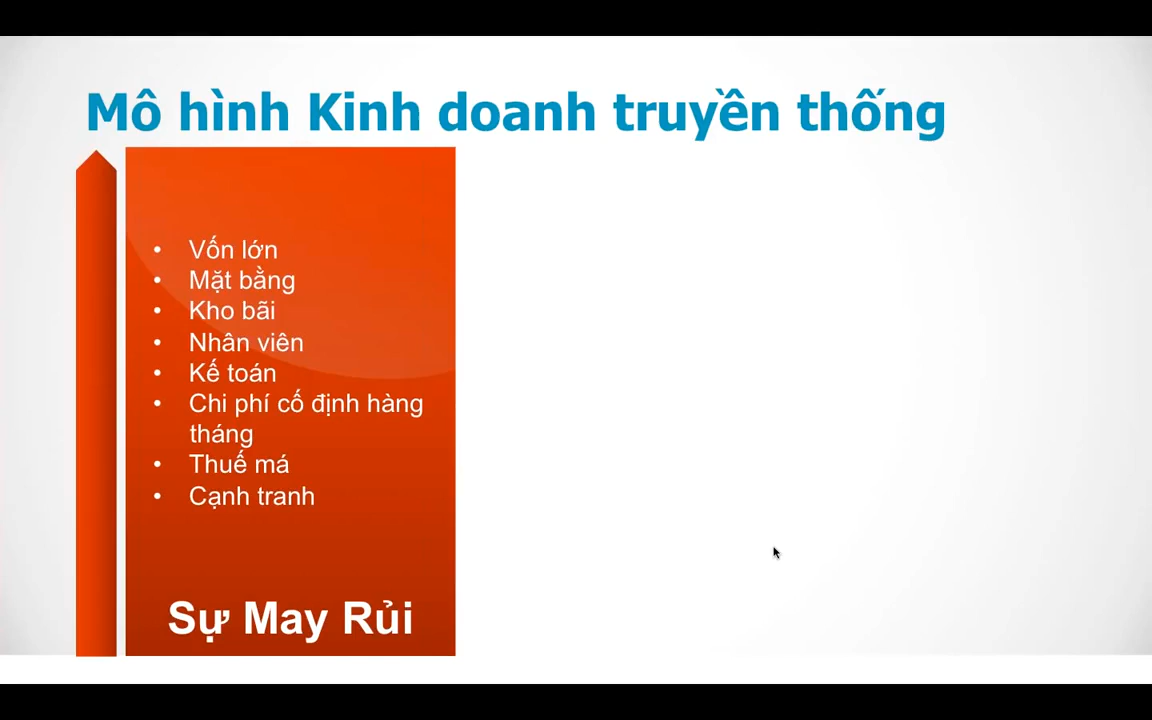 Mô hình Kinh doanh truyền thống
• Vốn lớn
• Mặt bằng
• Kho bãi
• Nhân viên
• Kế toán
• Chi phí cố định hàng
tháng
• Thuế má
• Cạnh tranh
Sự May Rủi